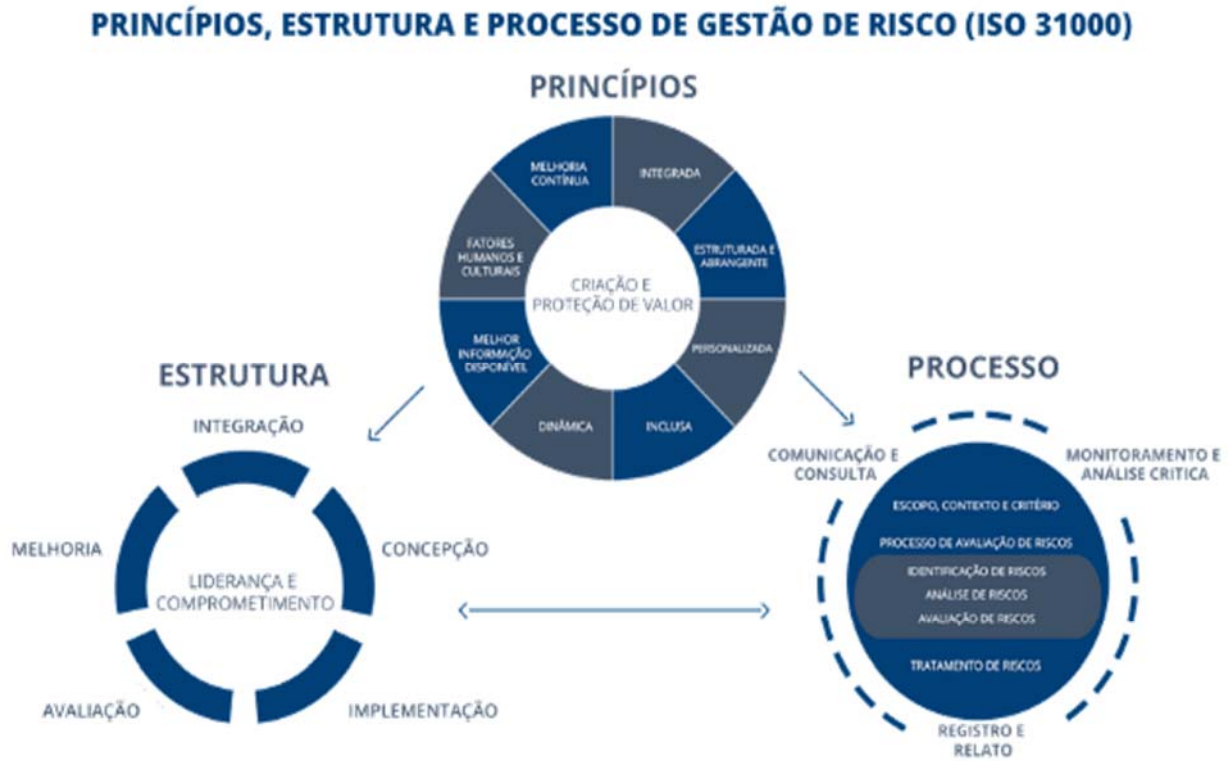 PRINCÍPIOS, ESTRUTURA E PROCESSO DE GESTÃO DE RISCO (ISO 31000)
PRINCÍPIOS
MELHORIA
CONTÍNUA
INTEGRADA
FATORES
HUMANOS E
CULTURAIS
ESTRUTURADA E
ABRANGENTE
CRIAÇÃO E
PROTEÇÃO DE VALOR
MELHOR
INFORMAÇÃO
DISPONÍVEL
PERSONALIZADA
DINÂMICA
INCLUSA
ESTRUTURA
INTEGRAÇÃO
MELHORIA
CONCEPÇÃO
LIDERANÇA E
COMPROMETIMENTO
AVALIAÇÃO
IMPLEMENTAÇÃO
PROCESSO
COMUNICAÇÃO E
CONSULTA
MONITORAMENTO E
ANÁLISE CRITICA
ESCOPO, CONTEXTO E CRITÉRIO
PROCESSO DE AVALIAÇÃO DE RISCOS
IDENTIFICAÇÃO DE RISCOS
ANÁLISE DE RISCOS
AVALIAÇÃO DE RISCOS
TRATAMENTO DE RISCOS
REGISTRO E
RELATO